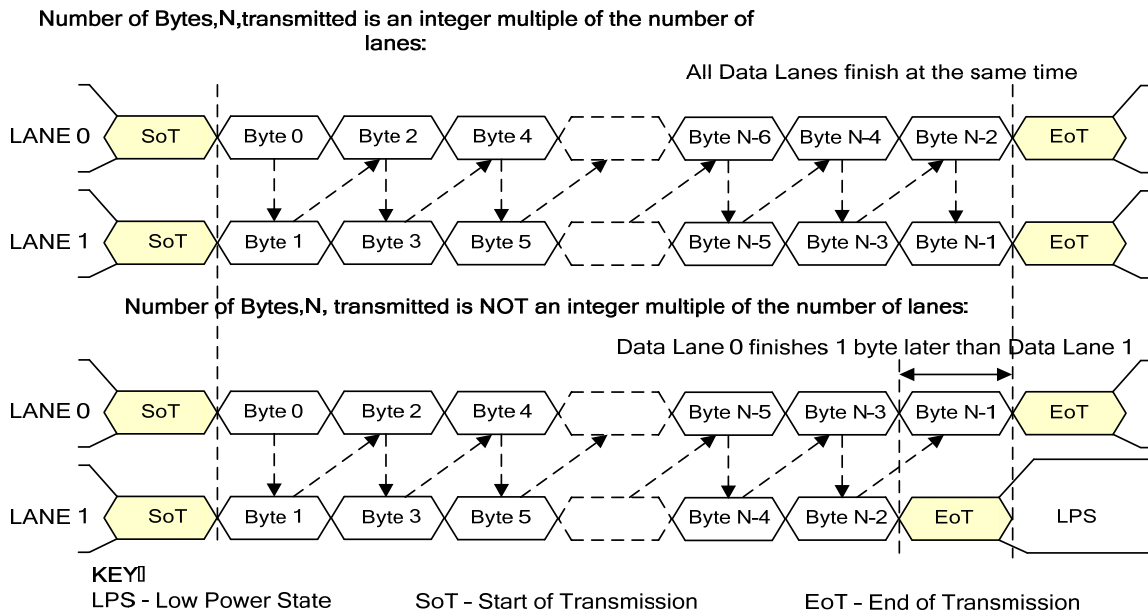 Number of Bytes,N,transmitted is an integer multiple of the number of
lanes:
All Data Lanes finish at the same time
LANE 0 SoT Byte 0 Byte 2 Byte 4 Byte N-6 Byte N-4 Byte N-2 EoT
LANE 1 SoT Byte 1 Byte 3 Byte 5 Byte N-5 Byte N-3 Byte N-1 EoT
Number of Bytes,N, transmitted is NOT an integer multiple of the number of lanes:
Data Lane 0 finishes 1 byte later than Data Lane 1
LANE 0 SoT Byte 0 Byte 2 Byte 4 Byte N-5 Byte N-3 Byte N-1 EoT
LANE 1 SoT Byte 1 Byte 3 Byte 5 Byte N-4 Byte N-2 EoT LPS
KEY▯
LPS - Low Power State SoT - Start of Transmission EoT - End of Transmission